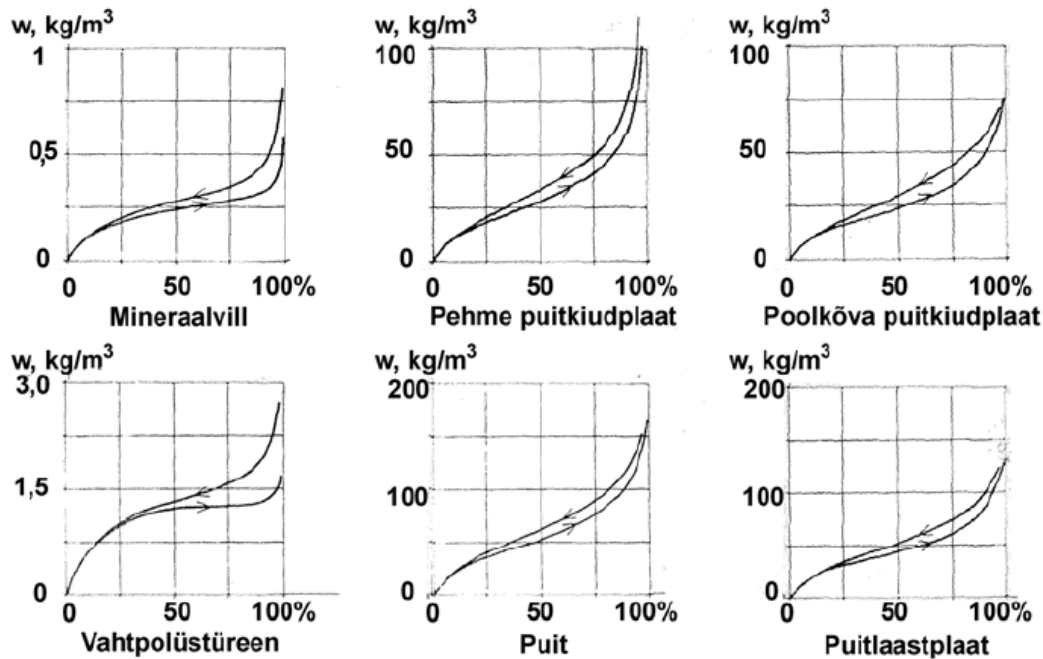 w, kg/m³
1
0,5
0
0 50 100%
Mineraalvill
w, kg/m³
100
50
0
0 50 100%
Pehme puitkiudplaat
w, kg/m³
100
50
0
0 50 100%
Poolkõva puitkiudplaat
w, kg/m³
3,0
1,5
0
0 50 100%
Vahtpolüstüreen
w, kg/m³
200
100
0
0 50 100%
Puit
w, kg/m³
200
100
0
0 50 100%
Puitlaastplaat